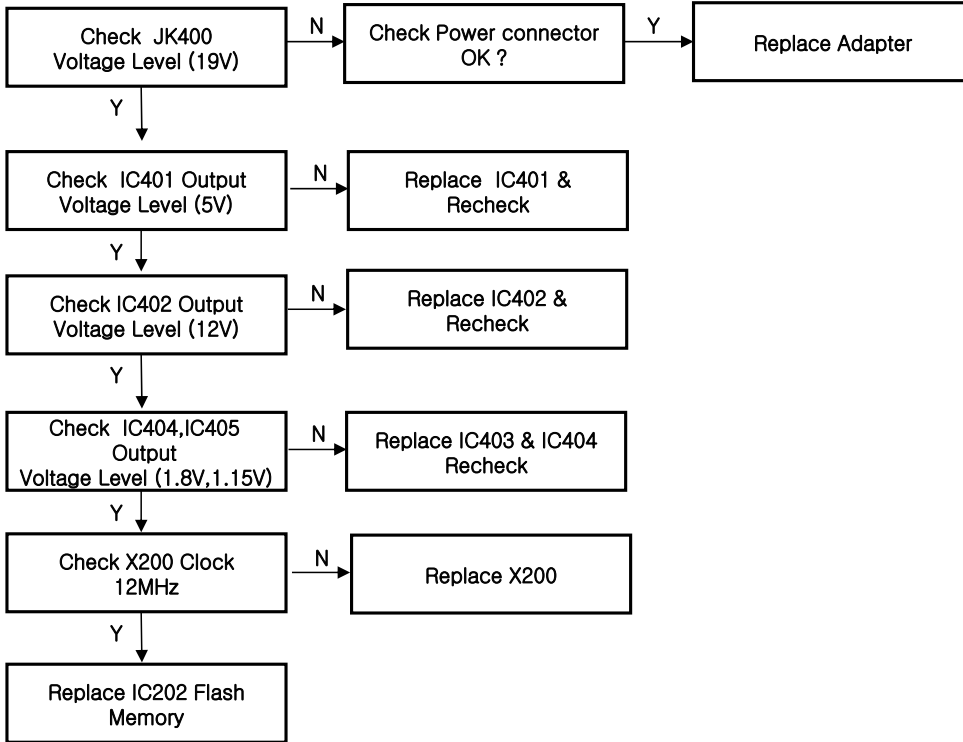 Check JK400
Voltage Level (19V)
N
Check Power connector
OK ?
Y
Replace Adapter
Y
Check IC401 Output
Voltage Level (5V)
N
Replace IC401 &
Recheck
Y
Check IC402 Output
Voltage Level (12V)
N
Replace IC402 &
Recheck
Y
Check IC404,IC405
Output
Voltage Level (1.8V,1.15V)
N
Replace IC403 & IC404
Recheck
Y
Check X200 Clock
12MHz
N
Replace X200
Y
Replace IC202 Flash
Memory